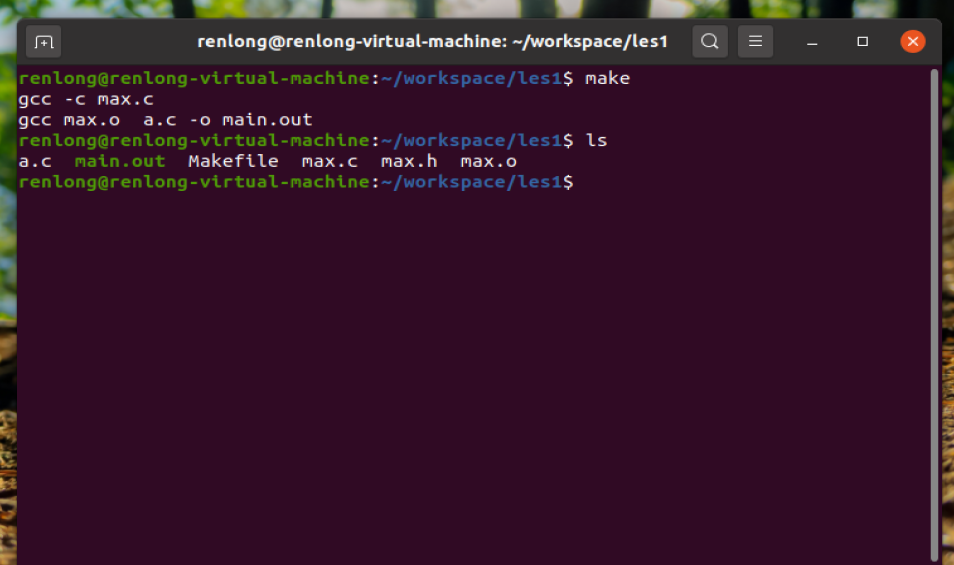 renlong@renlong-virtual-machine: ~/workspace/les1
renlong@renlong-virtual-machine:~/workspace/les1$ make
gcc -c max.c
gcc max.o  a.c -o main.out
renlong@renlong-virtual-machine:~/workspace/les1$ ls
a.c  main.out  Makefile  max.c  max.h  max.o
renlong@renlong-virtual-machine:~/workspace/les1$